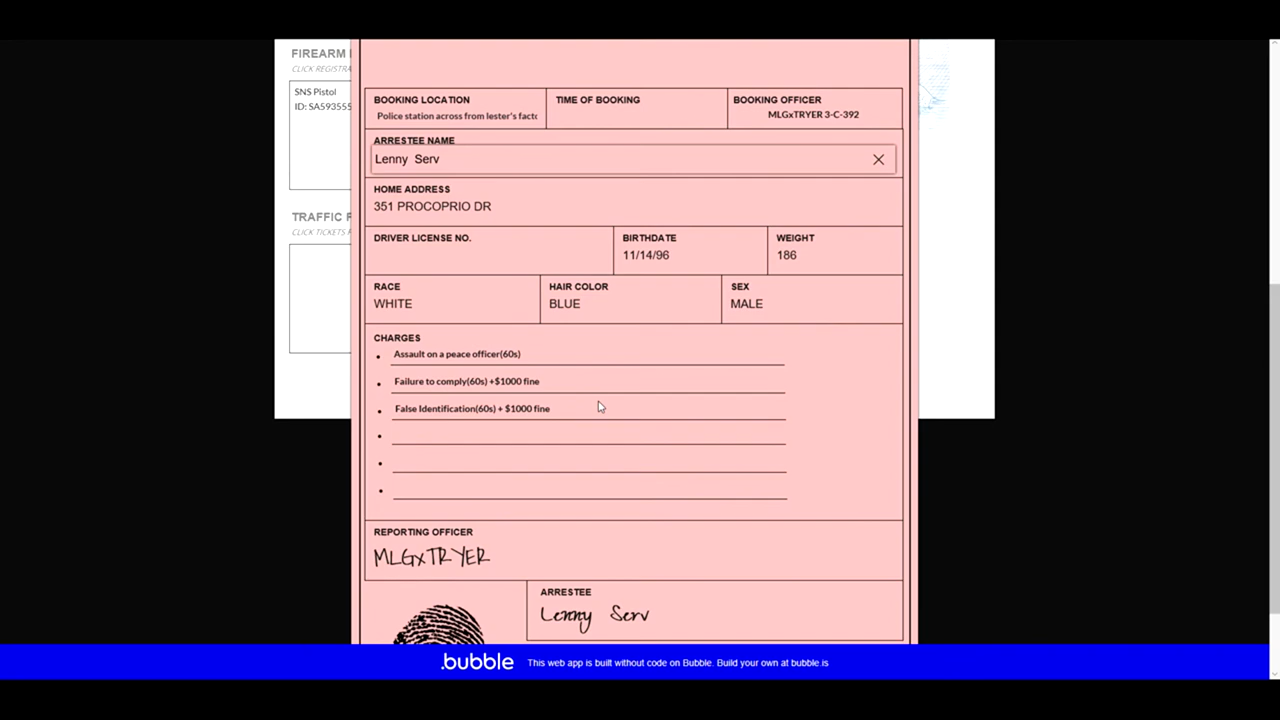 FIREARM
CLICK REGISTRA
SNS Pistol
ID: SA593555
TRAFFIC
CLICK TICKETS
BOOKING LOCATION
Police station across from lester's facto
TIME OF BOOKING
BOOKING OFFICER
MLGxTRYER 3-C-392
ARRESTEE NAME
Lenny Serv
HOME ADDRESS
351 PROCOPRIO DR
DRIVER LICENSE NO.
BIRTHDATE
11/14/96
WEIGHT
186
RACE
WHITE
HAIR COLOR
BLUE
SEX
MALE
CHARGES
Assault on a peace officer(60s)
Failure to comply(60s) +$1000 fine
False Identification(60s) + $1000 fine
REPORTING OFFICER
MLGxTRYER
ARRESTEE
Lenny Serv
.bubble
This web app is built without code on Bubble. Build your own at bubble.is